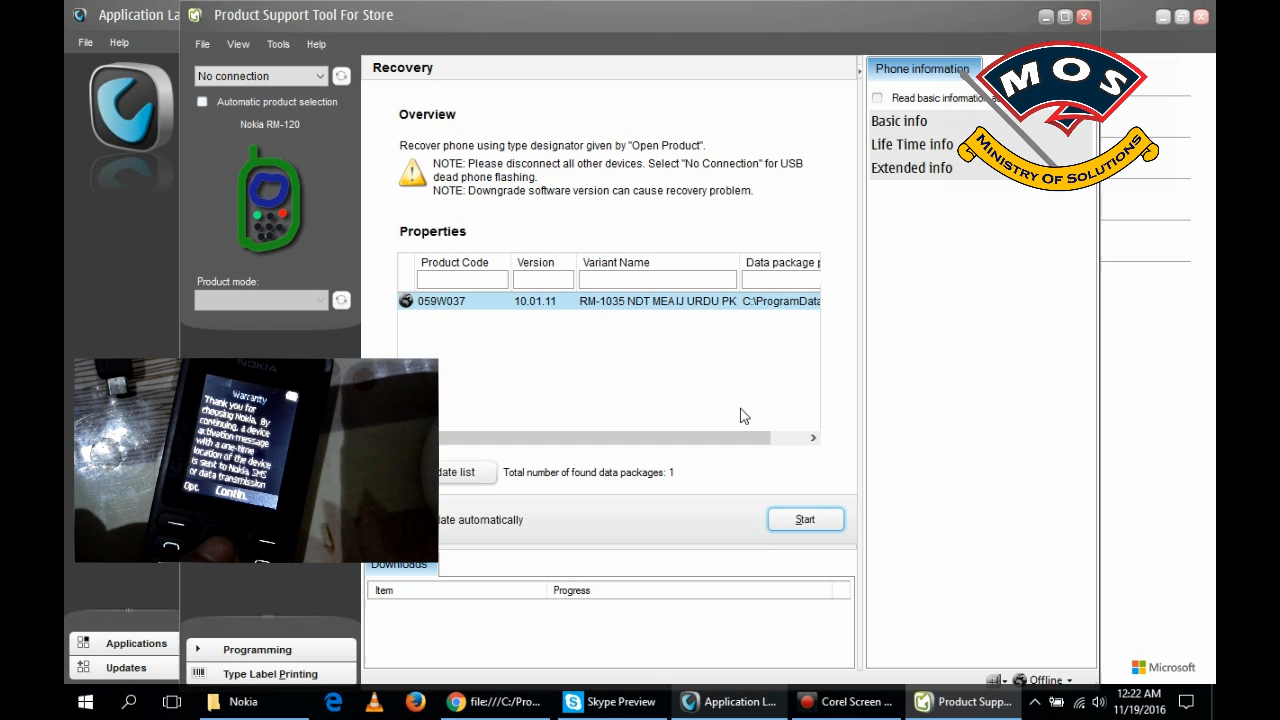 Application La
Product Support Tool For Store
File Help
File View Tools Help
No connection
Automatic product selection
Nokia RM-120
Product mode:
Recovery
Overview
Recover phone using type designator given by "Open Product".
NOTE: Please disconnect all other devices. Select "No Connection" for USB
dead phone flashing.
NOTE: Downgrade software version can cause recovery problem.
Properties
Product Code Version Variant Name Data package p
059W037 10.01.11 RM-1035 NDT MEAIJ URDU PK C:\ProgramData
date list Total number of found data packages: 1
date automatically
Start
Downloads
Item Progress
Phone information
Read basic information
Basic info
Life Time info
Extended info
MOS
MINISTRY OF SOLUTIONS
NOKIA
Warranty
Thank you for
choosing Nokia. By
continuing, a device
activation message
with a one-time
location of the device
is sent to Nokia. SMS
or data transmission
Opt. Contin.
Applications
Updates
Programming
Type Label Printing
Microsoft
Offline
Nokia
file:///C:/Pro...
Skype Preview
Application L...
Corel Screen ...
Product Supp...
12:22 AM
11/19/2016